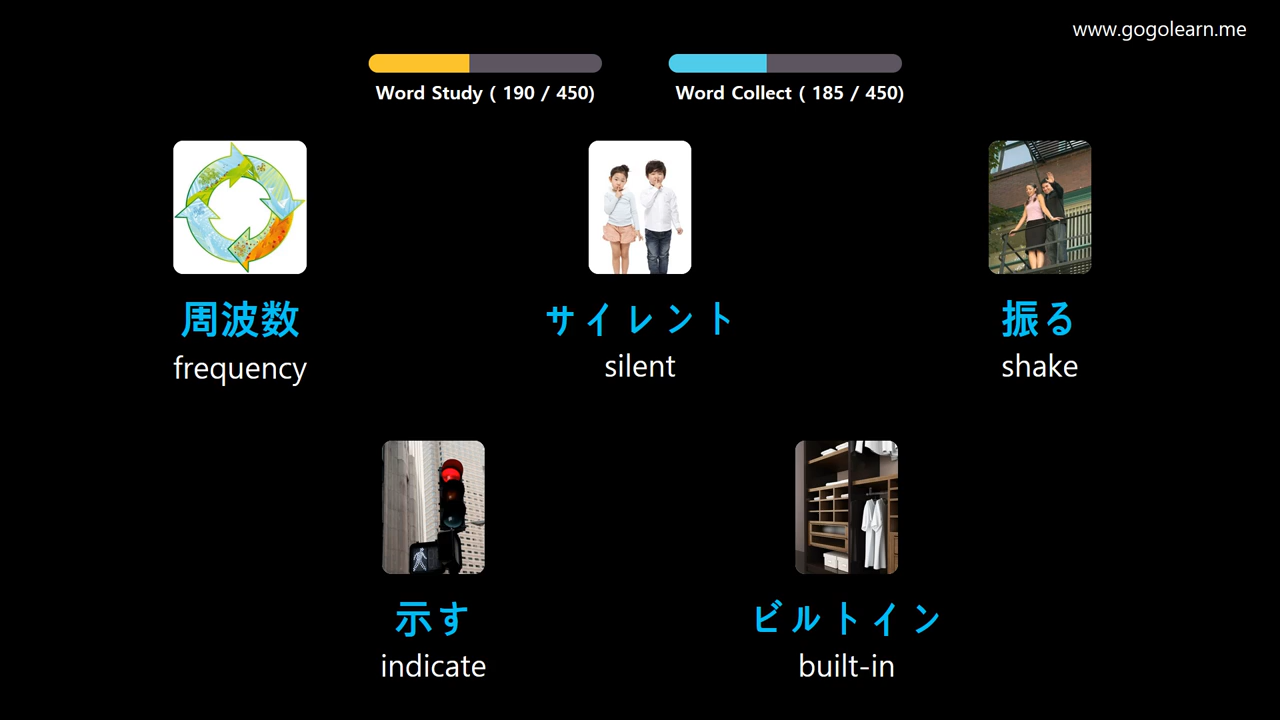 www.gogolearn.me
Word Study ( 190 / 450)
Word Collect ( 185 / 450)
周波数
frequency
サイレント
silent
振る
shake
示す
indicate
ビルトイン
built-in